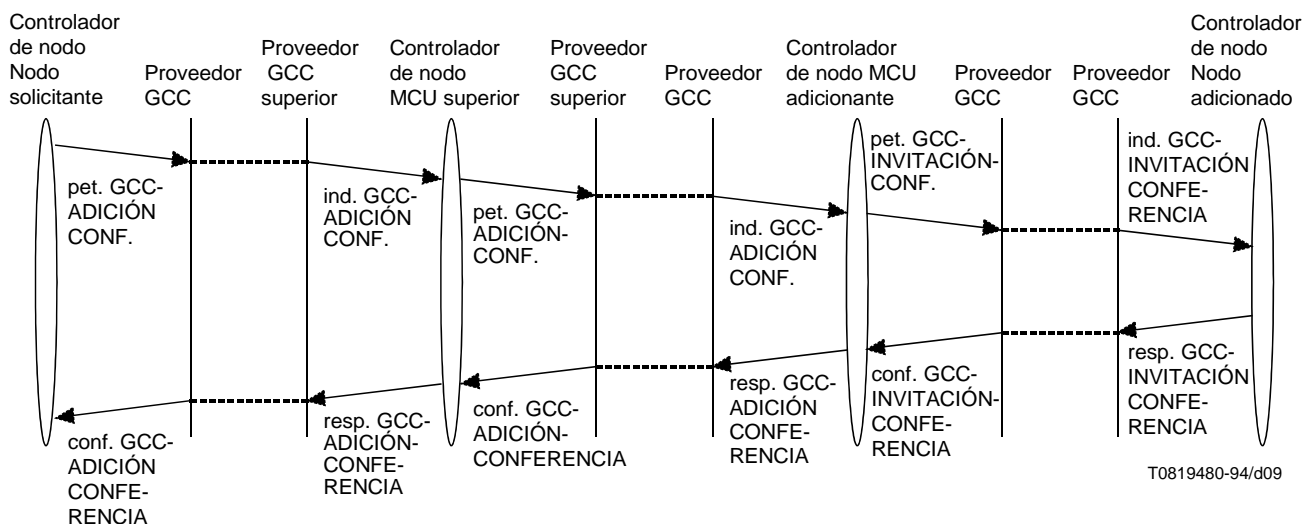 Controlador
de nodo
Nodo
solicitante
Proveedor
GCC
Proveedor
GCC
superior
Controlador
de nodo
MCU superior
Proveedor
GCC
superior
Proveedor
GCC
Controlador
de nodo MCU
adicionante
Proveedor
GCC
Proveedor
GCC
Controlador
de nodo
Nodo
adicionado
pet. GCC-
ADICIÓN
CONF.
ind. GCC-
ADICIÓN
CONF.
pet. GCC-
ADICIÓN-
CONF.
ind. GCC-
ADICIÓN
CONF.
pet. GCC-
INVITACIÓN-
CONF.
ind. GCC-
INVITACIÓN
CONFE-
RENCIA
conf. GCC-
ADICIÓN
CONFE-
RENCIA
resp. GCC-
ADICIÓN-
CONFE-
RENCIA
conf. GCC-
ADICIÓN-
CONFERENCIA
resp. GCC-
ADICIÓN
CONFE-
RENCIA
conf. GCC-
INVITACIÓN-
CONFE-
RENCIA
resp. GCC-
INVITACIÓN
CONFE-
RENCIA
T0819480-94/d09